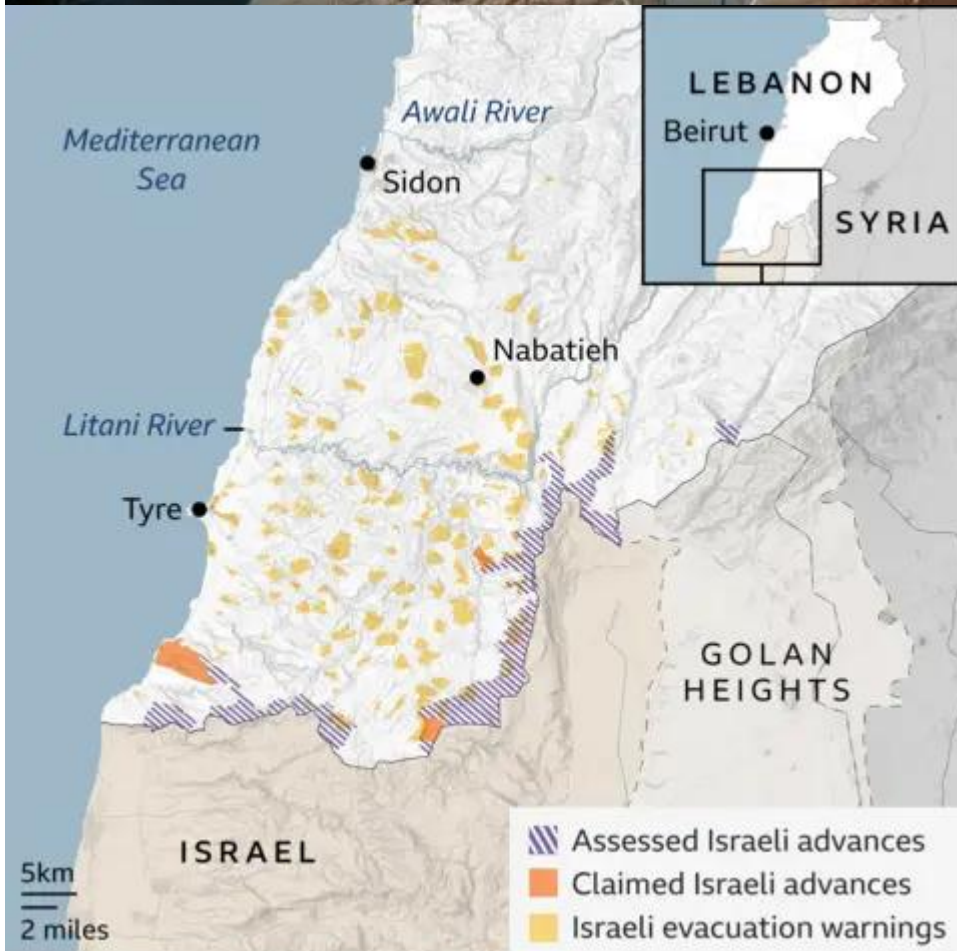 Mediterranean
Sea
Awali River
Sidon
LEBANON
Beirut
SYRIA
Nabatieh
Litani River
Tyre
GOLAN
HEIGHTS
ISRAEL
5km
2 miles
Assessed Israeli advances
Claimed Israeli advances
Israeli evacuation warnings